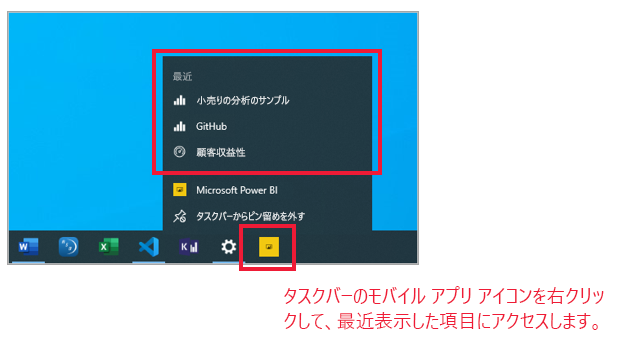 最近
小売りの分析のサンプル
GitHub
顧客収益性
Microsoft Power BI
タスクバーからピン留めを外す
W
X
K
タスクバーのモバイル アプリ アイコンを右クリッ
クして、最近表示した項目にアクセスします。